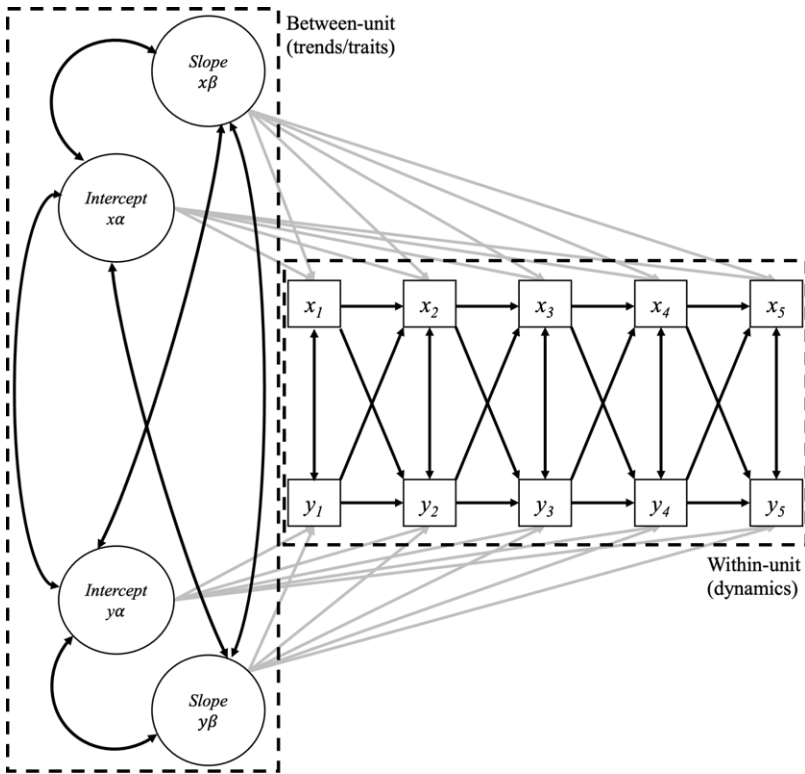 Between-unit
(trends/traits)
Slope
xβ
Intercept
xα
x₁
x₂
x₃
x₄
x₅
y₁
y₂
y₃
y₄
y₅
Within-unit
(dynamics)
Intercept
yα
Slope
yβ